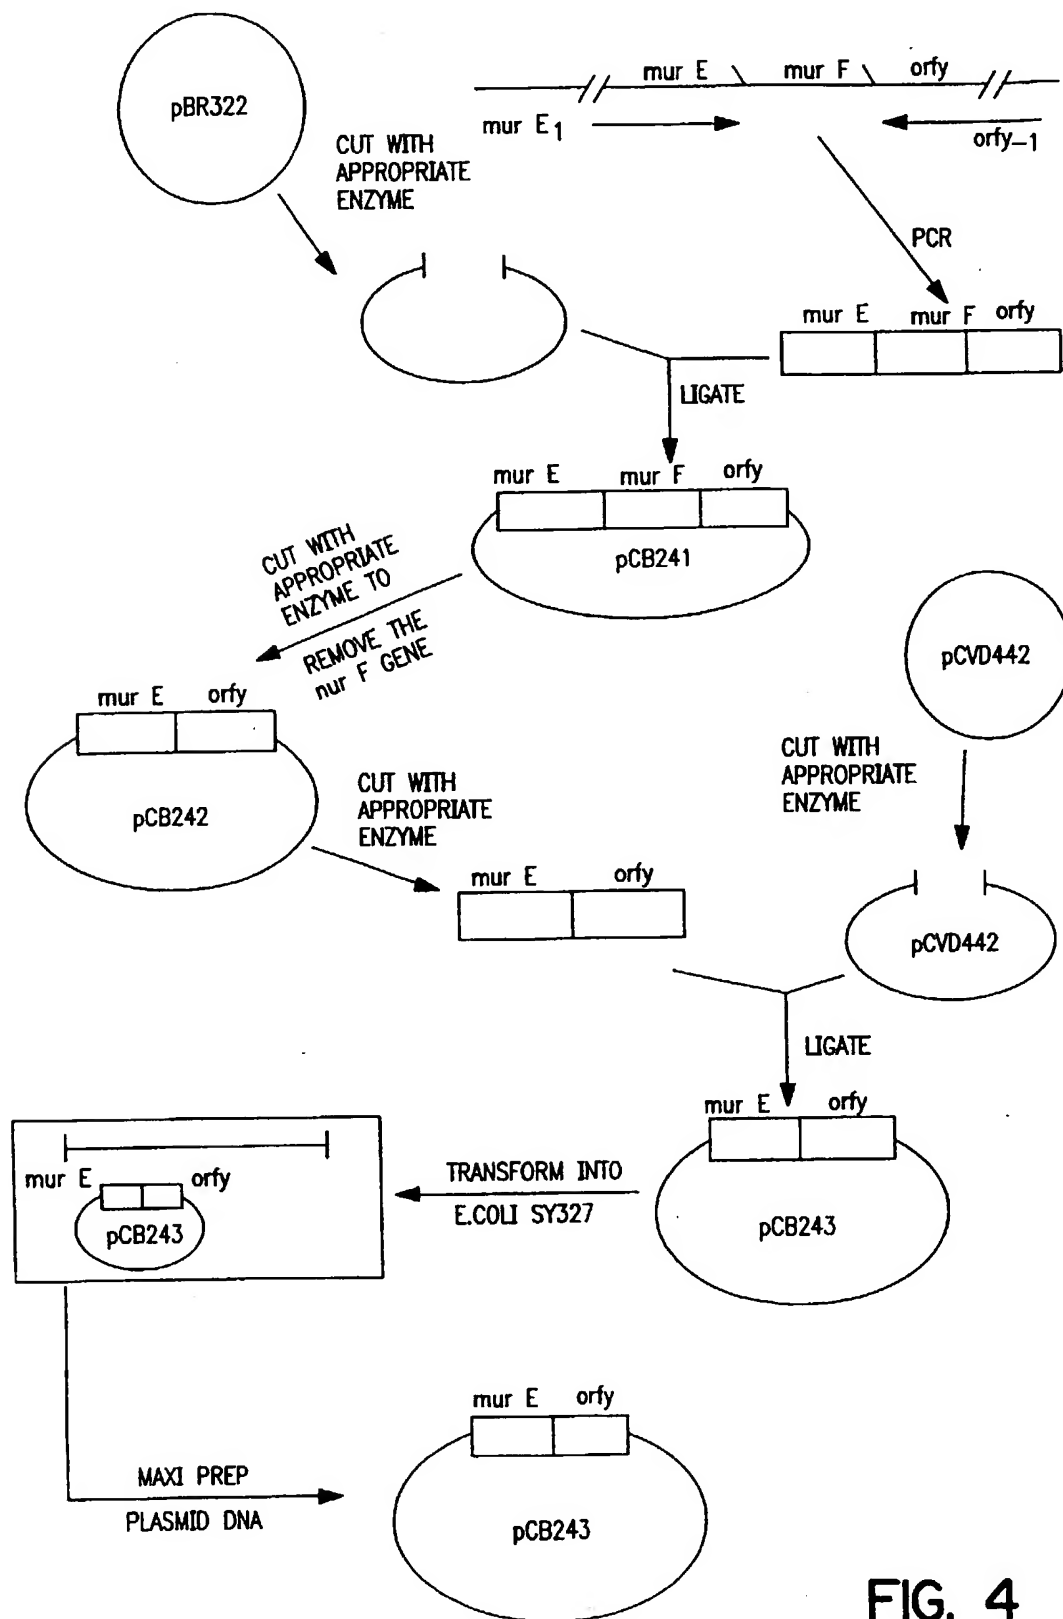 pBR322
mur E mur F orfy
mur E1
orfy-1
CUT WITH
APPROPRIATE
ENZYME
PCR
mur E mur F orfy
LIGATE
mur E mur F orfy
pCB241
CUT WITH
APPROPRIATE
ENZYME TO
REMOVE THE
nur F GENE
pCVD442
mur E orfy
pCB242
CUT WITH
APPROPRIATE
ENZYME
CUT WITH
APPROPRIATE
ENZYME
mur E orfy
pCVD442
LIGATE
mur E orfy
pCB243
TRANSFORM INTO
E.COLI SY327
mur E orfy
pCB243
MAXI PREP
PLASMID DNA
mur E orfy
pCB243
FIG. 4